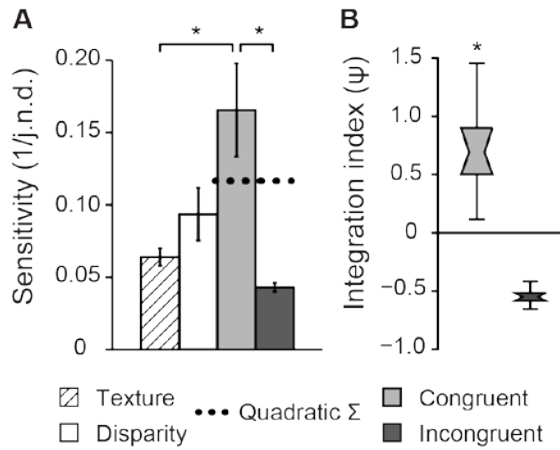 A
B
*
*
*
Sensitivity (1/j.n.d.)
0.20
0.15
0.10
0.05
0
Integration index (ψ)
1.5
1.0
0.5
0
−0.5
−1.0
Texture
Disparity
Quadratic Σ
Congruent
Incongruent